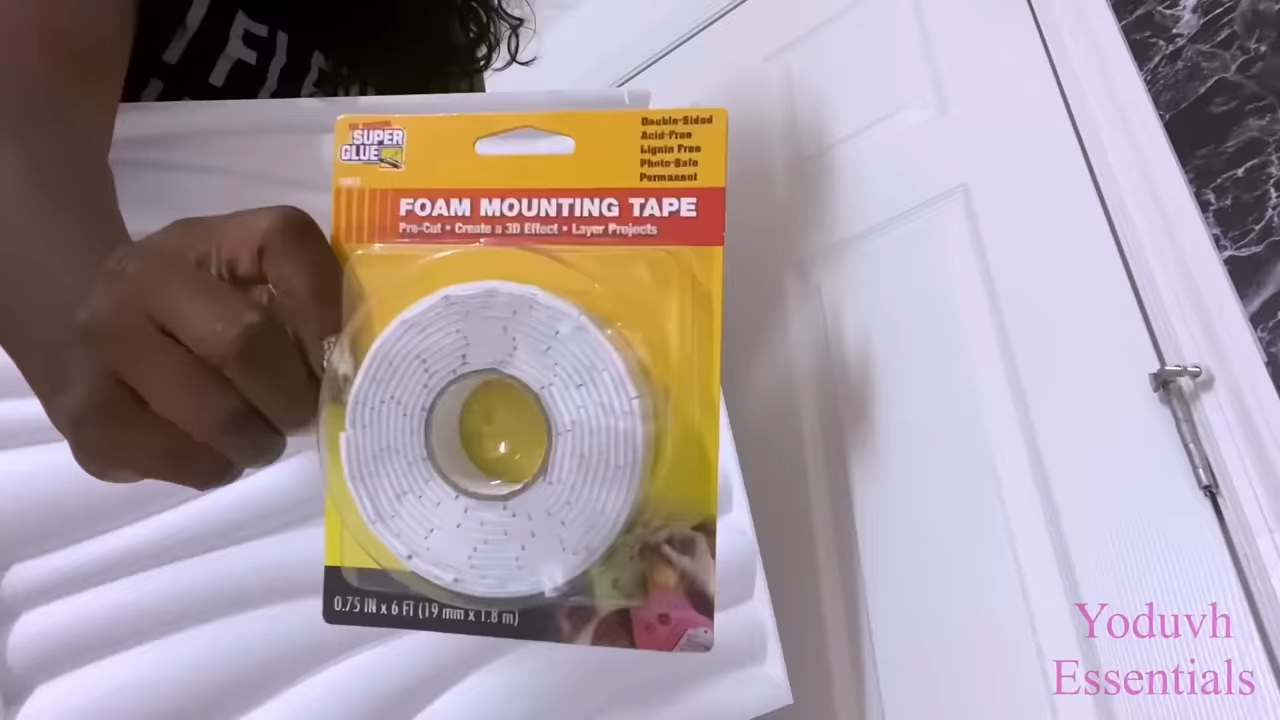 SUPER
GLUE
Double-Sided
Acid-Free
Lignin Free
Photo-Safe
Permanent
FOAM MOUNTING TAPE
Pre-Cut • Create a 3D Effect • Layer Projects
0.75 IN x 6 FT (19 mm x 1.8 m)
Yoduvh
Essentials